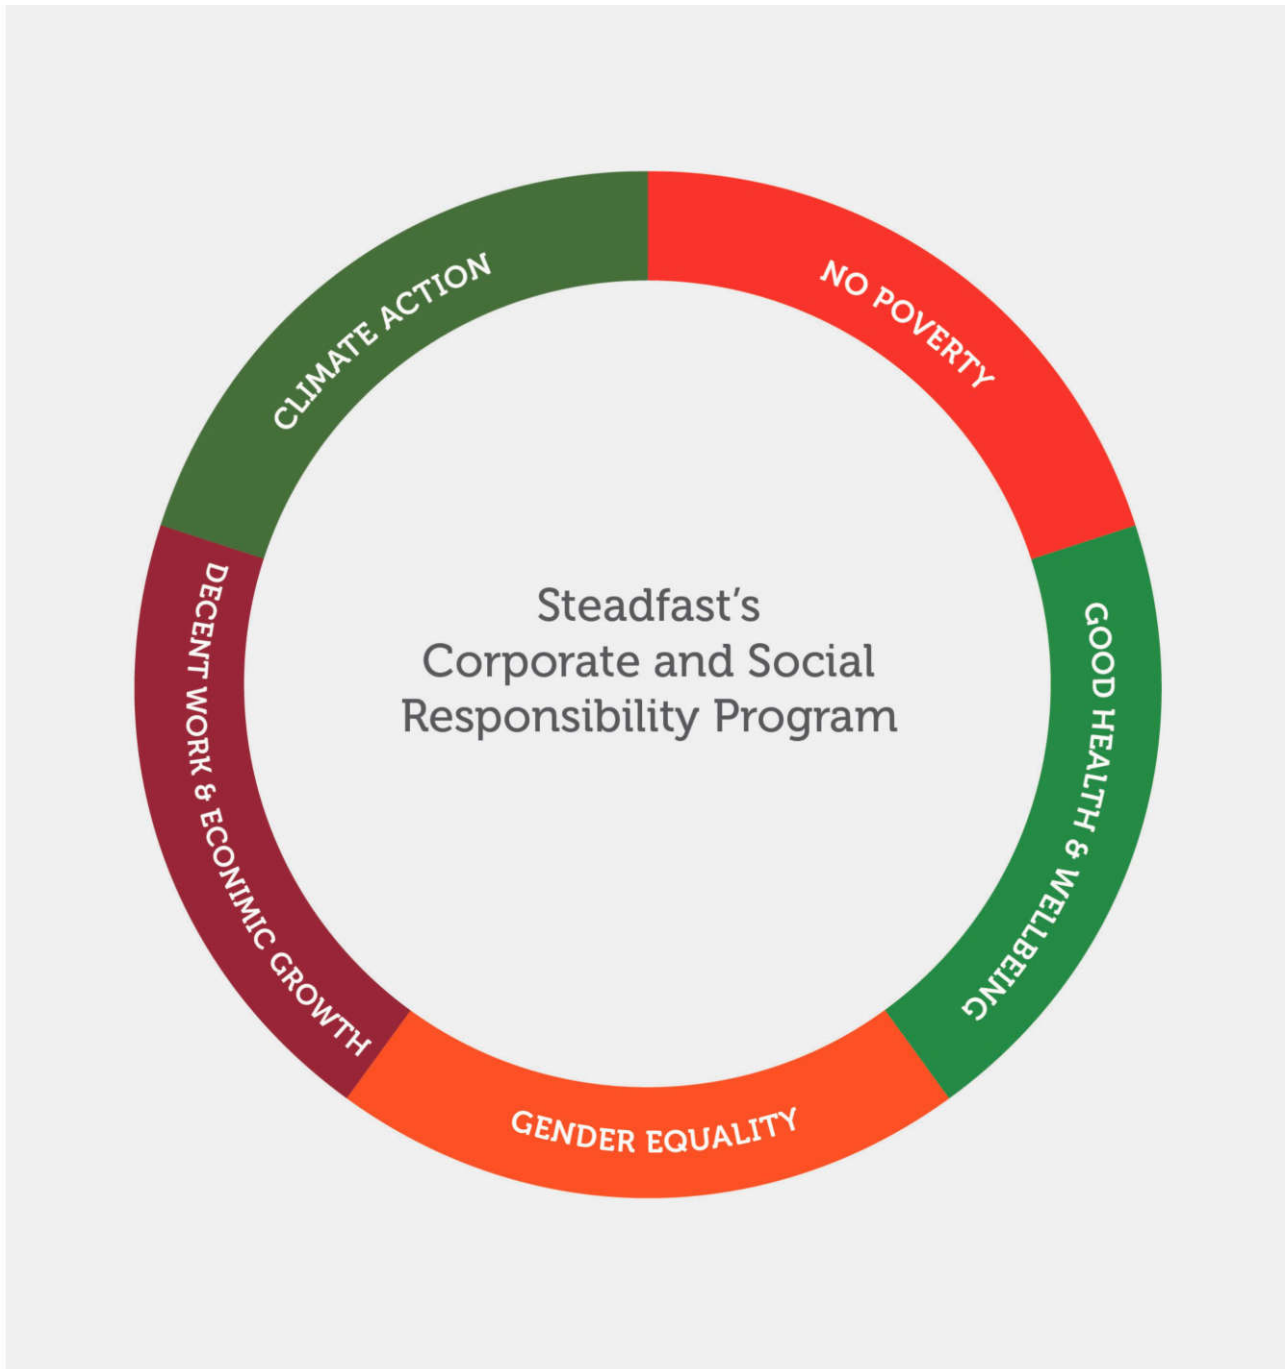 NO POVERTY
GOOD HEALTH & WELLBEING
GENDER EQUALITY
DECENT WORK & ECONIMIC GROWTH
CLIMATE ACTION
Steadfast’s
Corporate and Social
Responsibility Program